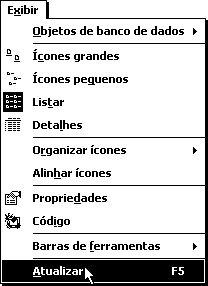 Exibir
Objetos de banco de dados
Ícones grandes
Ícones pequenos
Listar
Detalhes
Organizar ícones
Alinhar ícones
Propriedades
Código
Barras de ferramentas
Atualizar F5